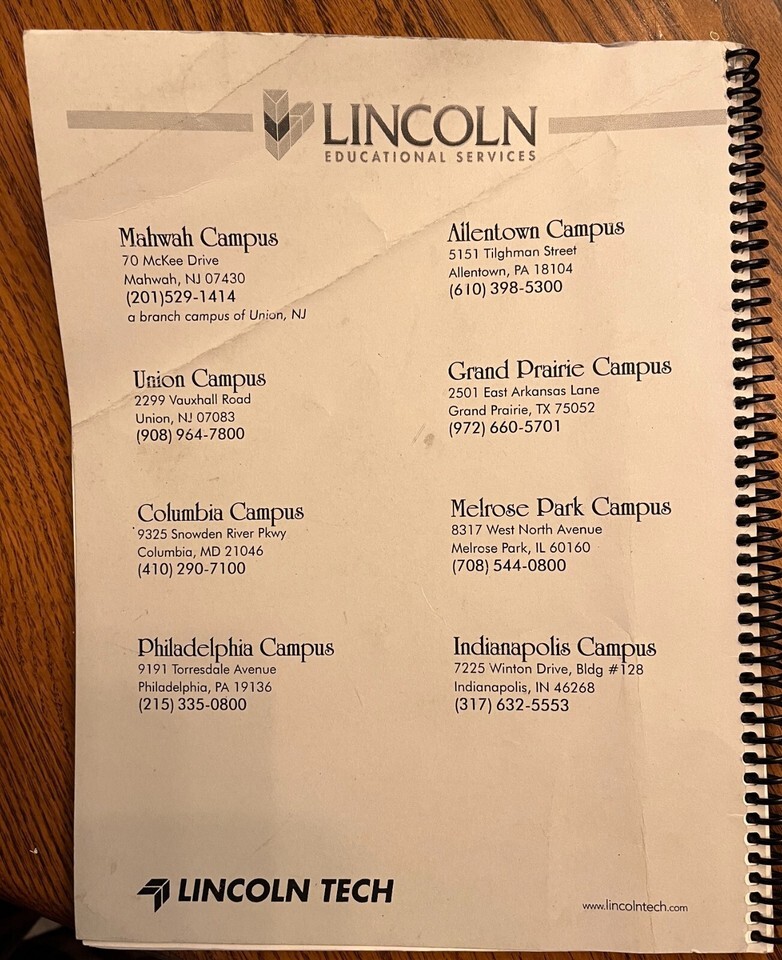 LINCOLN
EDUCATIONAL SERVICES
Mahwah Campus
70 McKee Drive
Mahwah, NJ 07430
(201)529-1414
a branch campus of Union, NJ
Union Campus
2299 Vauxhall Road
Union, NJ 07083
(908) 964-7800
Columbia Campus
9325 Snowden River Pkwy
Columbia, MD 21046
(410) 290-7100
Philadelphia Campus
9191 Torresdale Avenue
Philadelphia, PA 19136
(215) 335-0800
Allentown Campus
5151 Tilghman Street
Allentown, PA 18104
(610) 398-5300
Grand Prairie Campus
2501 East Arkansas Lane
Grand Prairie, TX 75052
(972) 660-5701
Melrose Park Campus
8317 West North Avenue
Melrose Park, IL 60160
(708) 544-0800
Indianapolis Campus
7225 Winton Drive, Bldg #128
Indianapolis, IN 46268
(317) 632-5553
LINCOLN TECH
www.lincolntech.com